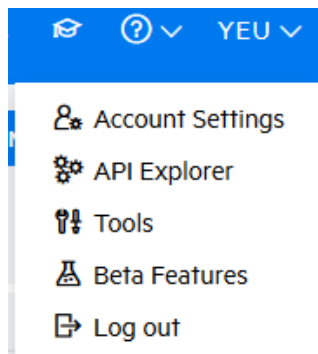 YEU
Account Settings
API Explorer
Tools
Beta Features
Log out